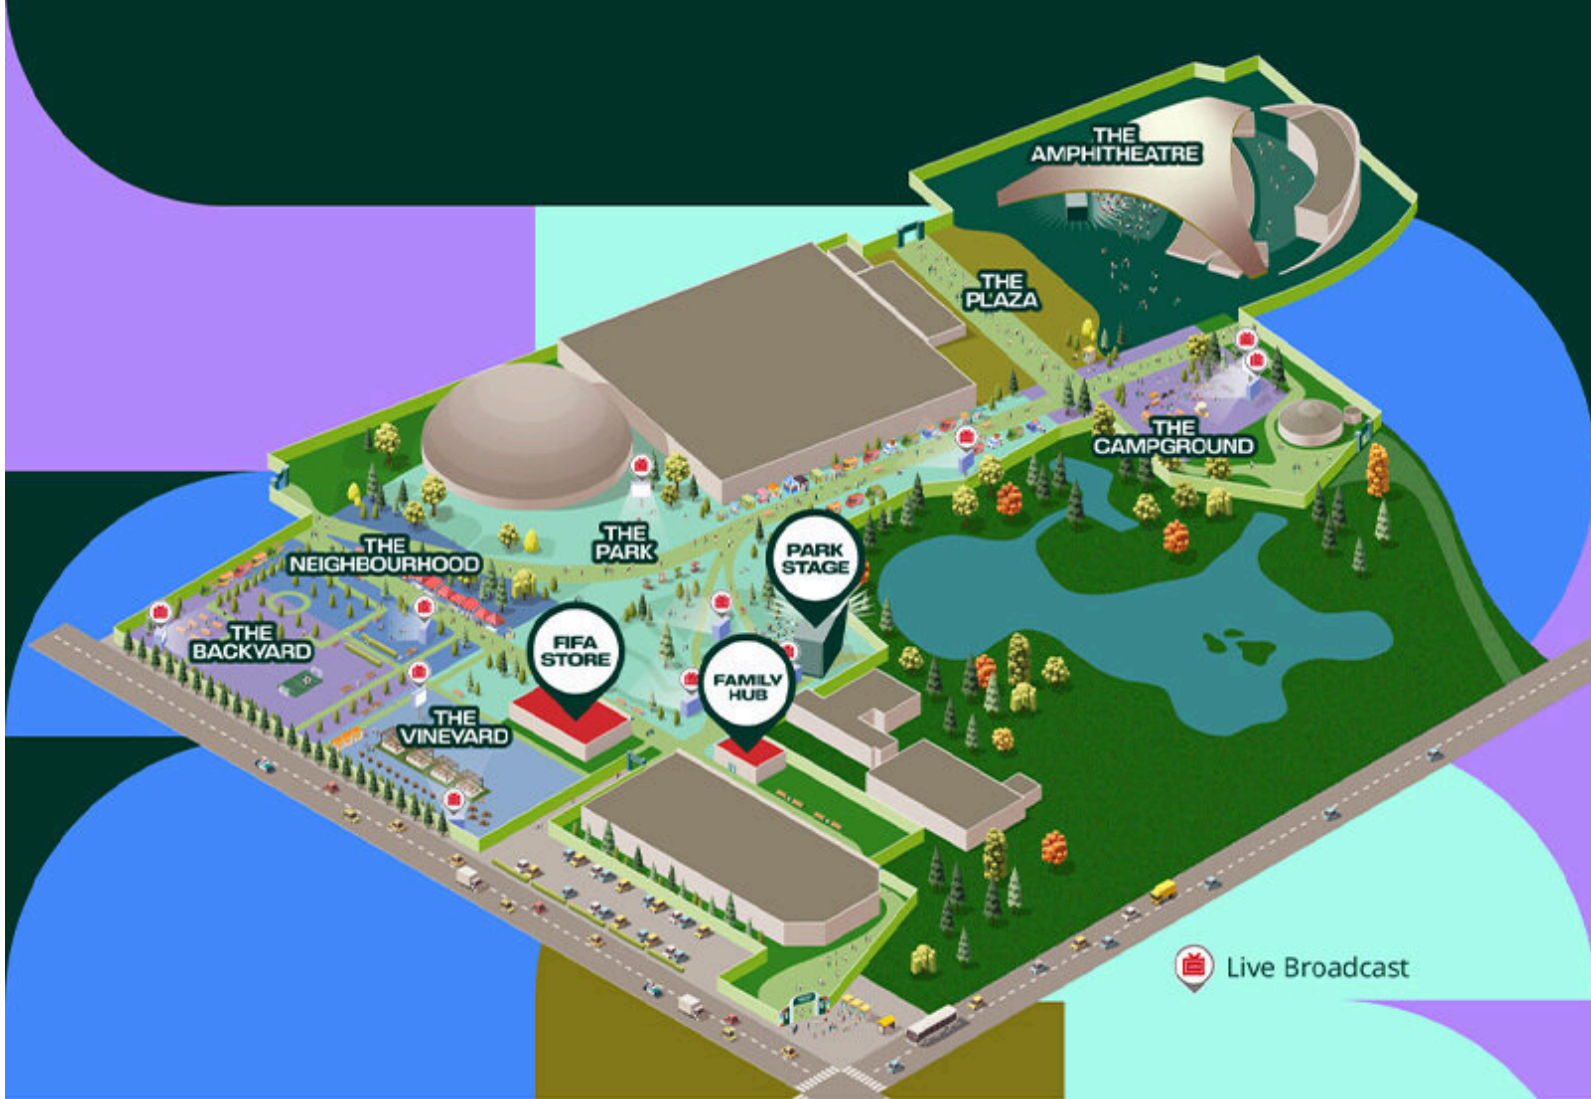 THE
AMPHITHEATRE
THE
PLAZA
THE
CAMPGROUND
THE
PARK
PARK
STAGE
THE
NEIGHBOURHOOD
THE
BACKYARD
FIFA
STORE
FAMILY
HUB
THE
VINEYARD
Live Broadcast